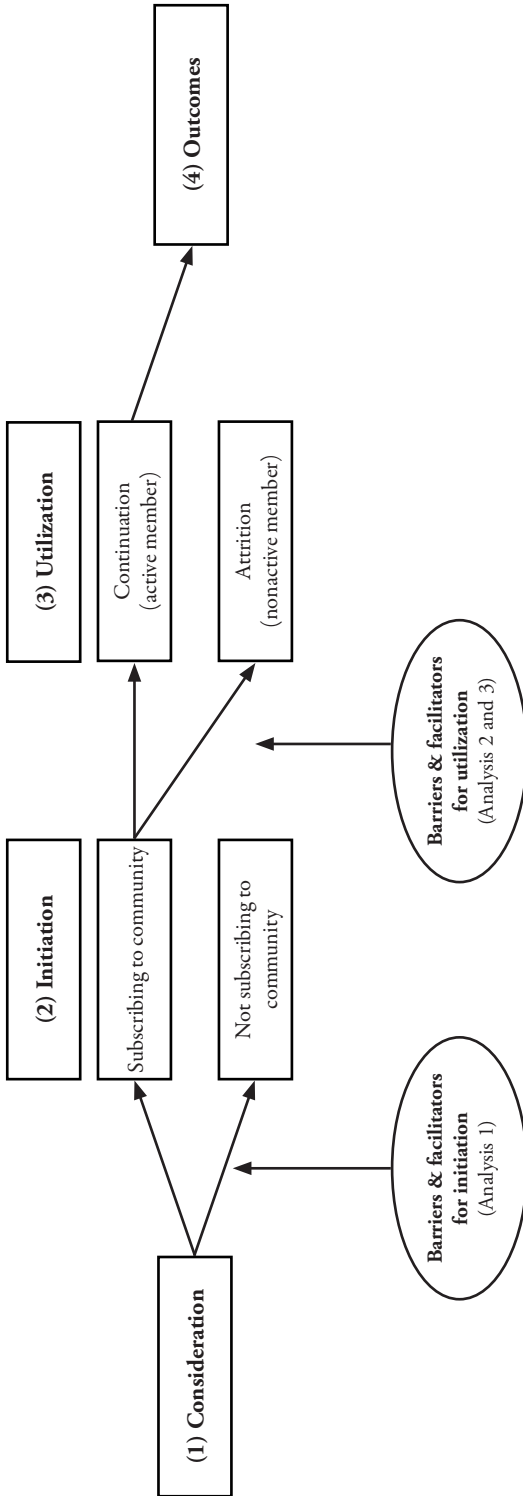 (1) Consideration
(2) Initiation
Subscribing to community
Not subscribing to
community
Barriers & facilitators
for initiation
(Analysis 1)
(3) Utilization
Continuation
(active member)
Attrition
(nonactive member)
Barriers & facilitators
for utilization
(Analysis 2 and 3)
(4) Outcomes